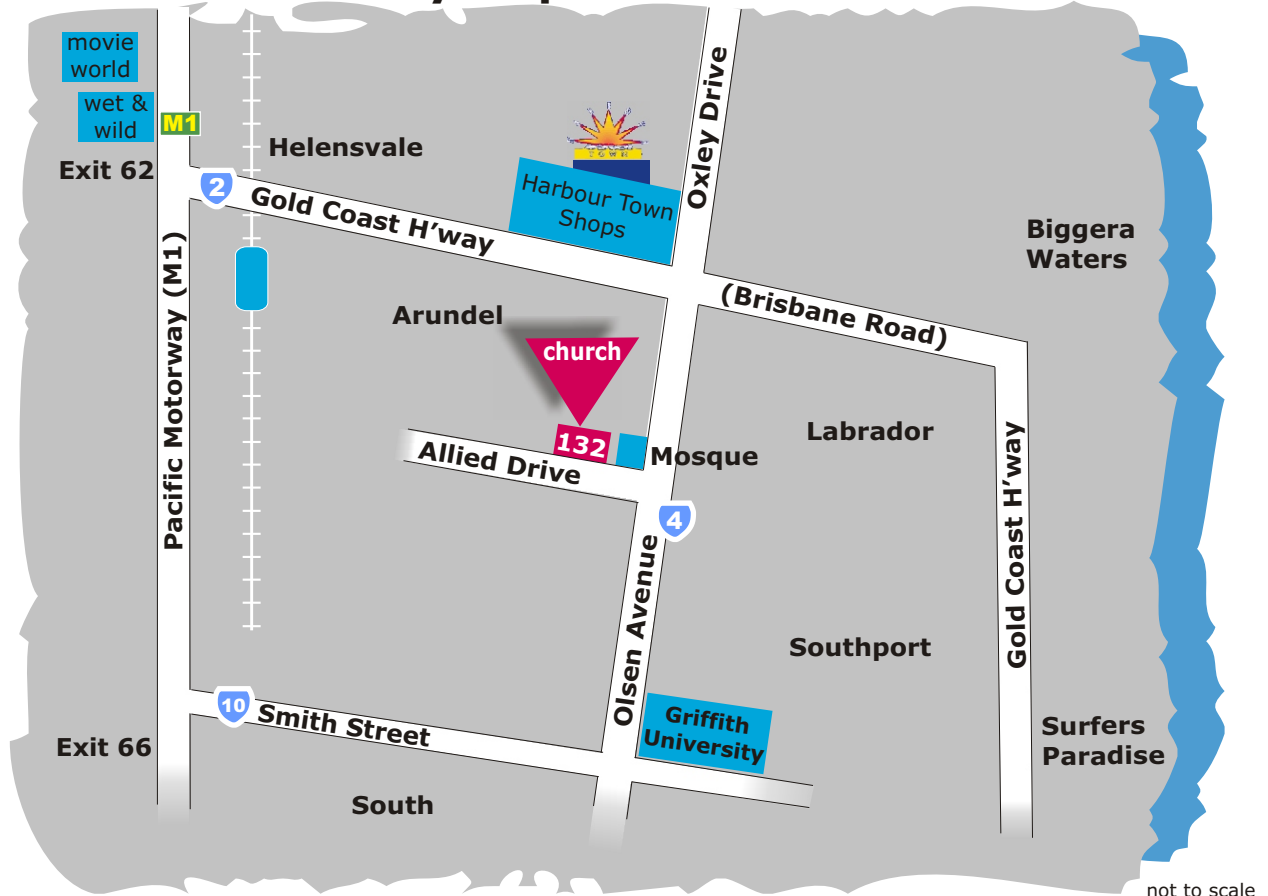 movie
world
wet &
wild
M1
Exit 62
Helensvale
2
Gold Coast H’way
TOWN
Harbour Town
Shops
Oxley Drive
Biggera
Waters
(Brisbane Road)
Pacific Motorway (M1)
Arundel
church
132
Mosque
Allied Drive
Labrador
4
Olsen Avenue
Gold Coast H’way
Southport
10
Smith Street
Griffith
University
Surfers
Paradise
Exit 66
South
not to scale